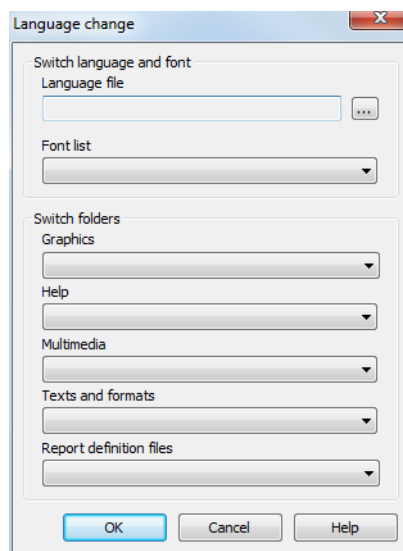 Language change
Switch language and font
Language file
...
Font list
Switch folders
Graphics
Help
Multimedia
Texts and formats
Report definition files
OK Cancel Help